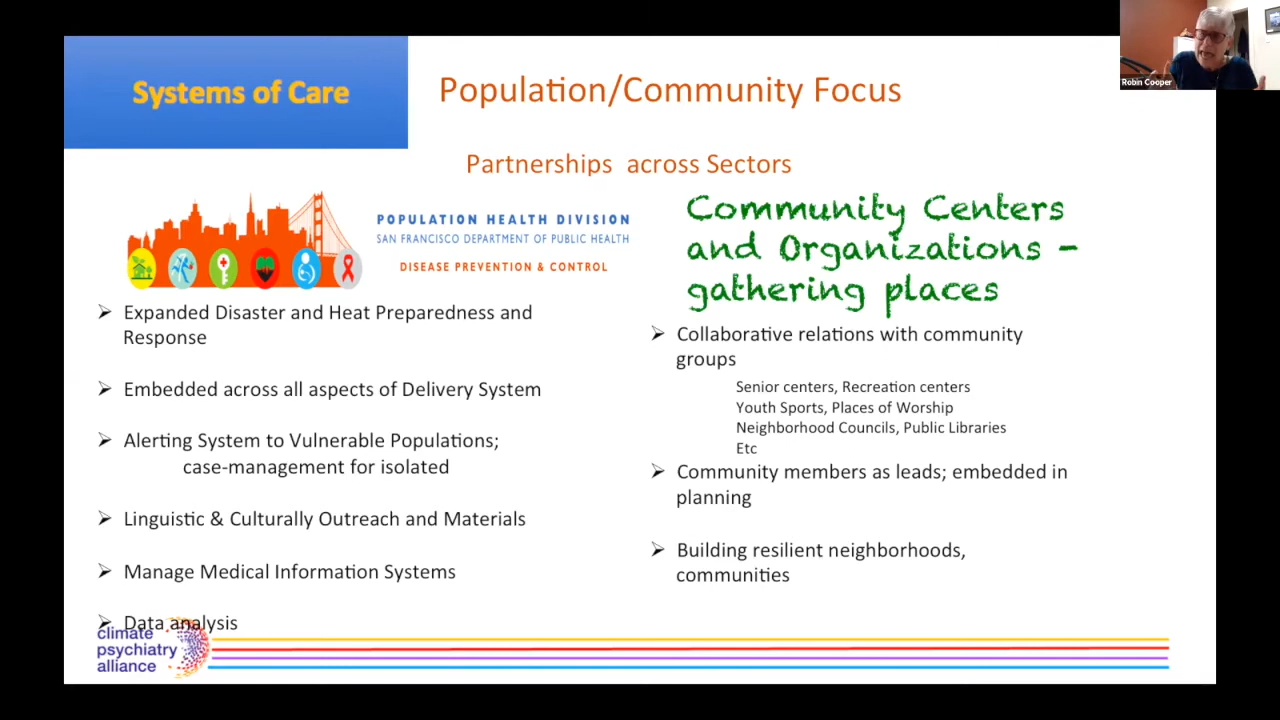 Systems of Care
Population/Community Focus
Robin Cooper
Partnerships across Sectors
POPULATION HEALTH DIVISION
SAN FRANCISCO DEPARTMENT OF PUBLIC HEALTH
DISEASE PREVENTION & CONTROL
Expanded Disaster and Heat Preparedness and
Response
Embedded across all aspects of Delivery System
Alerting System to Vulnerable Populations;
case-management for isolated
Linguistic & Culturally Outreach and Materials
Manage Medical Information Systems
Data analysis
Community Centers
and Organizations -
gathering places
Collaborative relations with community
groups
Senior centers, Recreation centers
Youth Sports, Places of Worship
Neighborhood Councils, Public Libraries
Etc
Community members as leads; embedded in
planning
Building resilient neighborhoods,
communities
climate
psychiatry
alliance